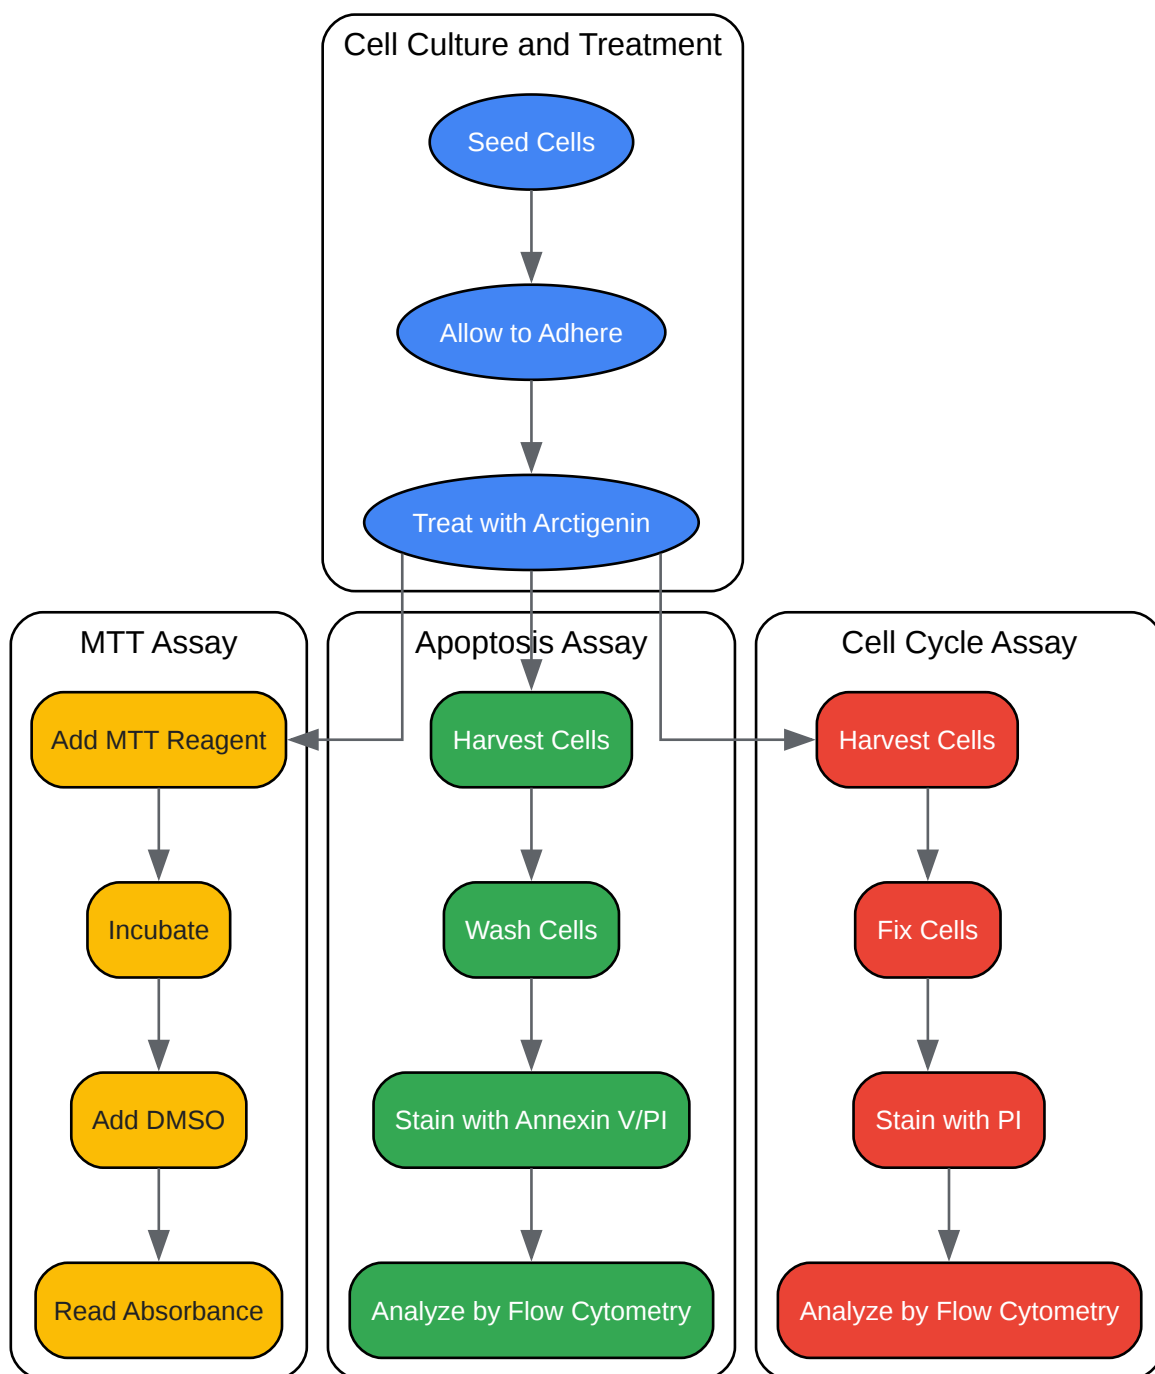 Cell Culture and Treatment
Seed Cells
Allow to Adhere
Treat with Arctigenin
MTT Assay
Add MTT Reagent
Incubate
Add DMSO
Read Absorbance
Apoptosis Assay
Harvest Cells
Wash Cells
Stain with Annexin V/PI
Analyze by Flow Cytometry
Cell Cycle Assay
Harvest Cells
Fix Cells
Stain with PI
Analyze by Flow Cytometry